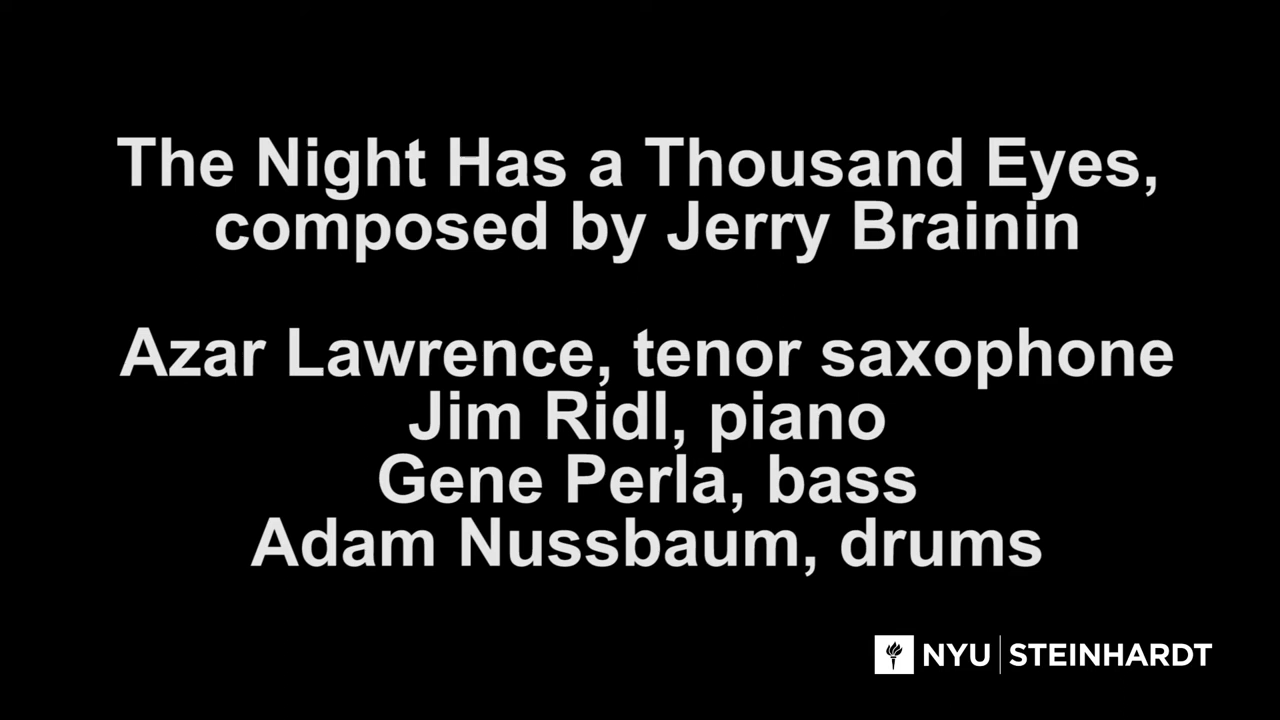 The Night Has a Thousand Eyes,
composed by Jerry Brainin
Azar Lawrence, tenor saxophone
Jim Ridl, piano
Gene Perla, bass
Adam Nussbaum, drums
NYU STEINHARDT